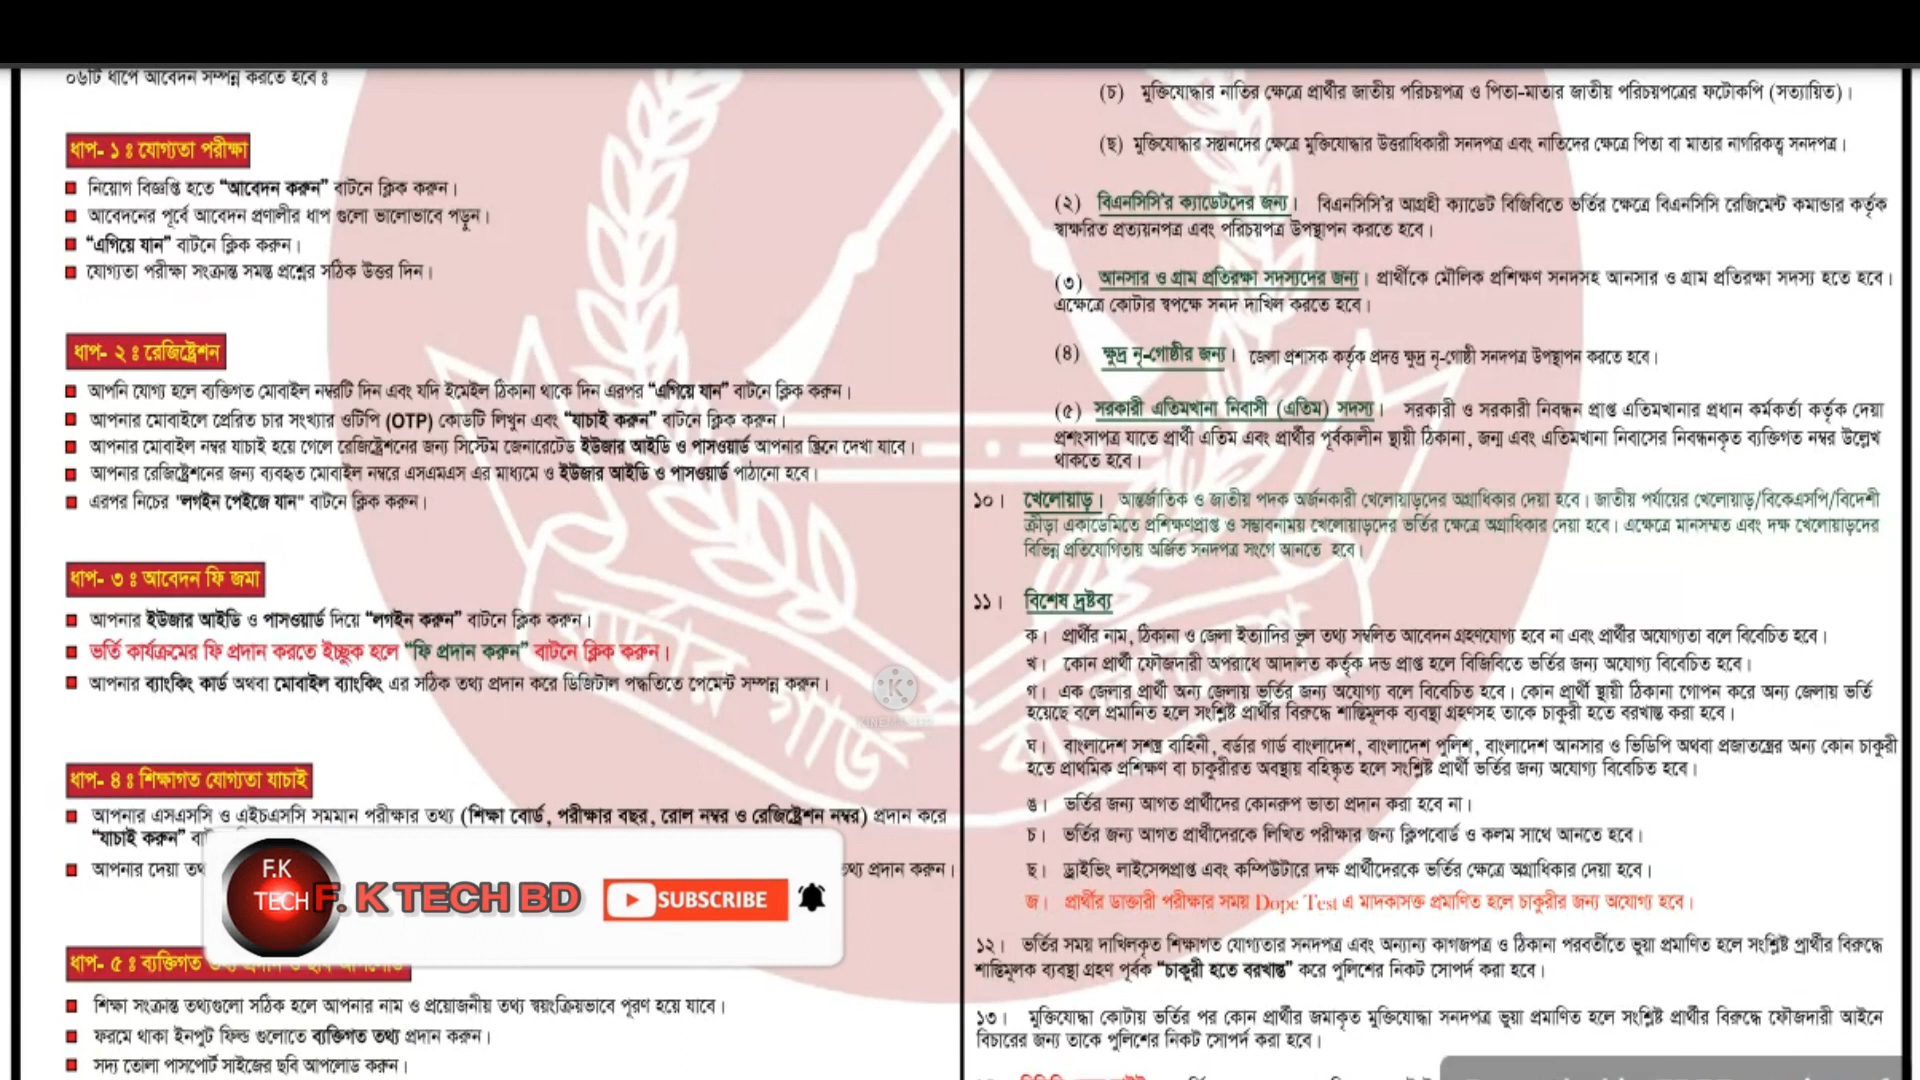 ০৬টি ধাপে আবেদন সম্পন্ন করতে হবে ঃ
ধাপ- ১ ঃ যোগ্যতা পরীক্ষা
নিয়োগ বিজ্ঞপ্তি হতে “আবেদন করুন” বাটনে ক্লিক করুন।
আবেদনের পূর্বে আবেদন প্রণালীর ধাপ গুলো ভালোভাবে পড়ুন।
“এগিয়ে যান” বাটনে ক্লিক করুন।
যোগ্যতা পরীক্ষা সংক্রান্ত সমস্ত প্রশ্নের সঠিক উত্তর দিন।
ধাপ- ২ ঃ রেজিষ্ট্রেশন
আপনি যোগ্য হলে ব্যক্তিগত মোবাইল নম্বরটি দিন এবং যদি ইমেইল ঠিকানা থাকে দিন এরপর “এগিয়ে যান” বাটনে ক্লিক করুন।
আপনার মোবাইলে প্রেরিত চার সংখ্যার ওটিপি (OTP) কোডটি লিখুন এবং “যাচাই করুন” বাটনে ক্লিক করুন।
আপনার মোবাইল নম্বর যাচাই হয়ে গেলে রেজিষ্ট্রেশনের জন্য সিস্টেম জেনারেটেড ইউজার আইডি ও পাসওয়ার্ড আপনার স্ক্রিনে দেখা যাবে।
আপনার রেজিষ্ট্রেশনের জন্য ব্যবহৃত মোবাইল নম্বরে এসএমএস এর মাধ্যমে ও ইউজার আইডি ও পাসওয়ার্ড পাঠানো হবে।
এরপর নিচের "লগইন পেইজে যান" বাটনে ক্লিক করুন।
ধাপ- ৩ ঃ আবেদন ফি জমা
আপনার ইউজার আইডি ও পাসওয়ার্ড দিয়ে “লগইন করুন” বাটনে ক্লিক করুন।
ভর্তি কার্যক্রমের ফি প্রদান করতে ইচ্ছুক হলে “ফি প্রদান করুন” বাটনে ক্লিক করুন।
আপনার ব্যাংকিং কার্ড অথবা মোবাইল ব্যাংকিং এর সঠিক তথ্য প্রদান করে ডিজিটাল পদ্ধতিতে পেমেন্ট সম্পন্ন করুন।
ধাপ- ৪ ঃ শিক্ষাগত যোগ্যতা যাচাই
আপনার এসএসসি ও এইচএসসি সমমান পরীক্ষার তথ্য (শিক্ষা বোর্ড, পরীক্ষার বছর, রোল নম্বর ও রেজিষ্ট্রেশন নম্বর) প্রদান করে
“যাচাই করুন”
আপনার দেয়া তথ্য প্রদান করুন।
F.K
TECH
F. K TECH BD
SUBSCRIBE
ধাপ- ৫ ঃ ব্যক্তিগত
শিক্ষা সংক্রান্ত তথ্যগুলো সঠিক হলে আপনার নাম ও প্রয়োজনীয় তথ্য স্বয়ংক্রিয়ভাবে পূরণ হয়ে যাবে।
ফরমে থাকা ইনপুট ফিল্ড গুলোতে ব্যক্তিগত তথ্য প্রদান করুন।
সদ্য তোলা পাসপোর্ট সাইজের ছবি আপলোড করুন।
বর্ডার গার্ড বাংলাদেশ
KINEMASTER
(চ) মুক্তিযোদ্ধার নাতির ক্ষেত্রে প্রার্থীর জাতীয় পরিচয়পত্র ও পিতা-মাতার জাতীয় পরিচয়পত্রের ফটোকপি (সত্যায়িত)।
(ছ) মুক্তিযোদ্ধার সন্তানদের ক্ষেত্রে মুক্তিযোদ্ধার উত্তরাধিকারী সনদপত্র এবং নাতিদের ক্ষেত্রে পিতা বা মাতার নাগরিকত্ব সনদপত্র।
(২) বিএনসিসি'র ক্যাডেটদের জন্য। বিএনসিসি'র আগ্রহী ক্যাডেট বিজিবিতে ভর্তির ক্ষেত্রে বিএনসিসি রেজিমেন্ট কমান্ডার কর্তৃক
স্বাক্ষরিত প্রত্যয়নপত্র এবং পরিচয়পত্র উপস্থাপন করতে হবে।
(৩) আনসার ও গ্রাম প্রতিরক্ষা সদস্যদের জন্য। প্রার্থীকে মৌলিক প্রশিক্ষণ সনদসহ আনসার ও গ্রাম প্রতিরক্ষা সদস্য হতে হবে।
এক্ষেত্রে কোটার স্বপক্ষে সনদ দাখিল করতে হবে।
(৪) ক্ষুদ্র নৃ-গোষ্ঠীর জন্য। জেলা প্রশাসক কর্তৃক প্রদত্ত ক্ষুদ্র নৃ-গোষ্ঠী সনদপত্র উপস্থাপন করতে হবে।
(৫) সরকারী এতিমখানা নিবাসী (এতিম) সদস্য। সরকারী ও সরকারী নিবন্ধন প্রাপ্ত এতিমখানার প্রধান কর্মকর্তা কর্তৃক দেয়া
প্রশংসাপত্র যাতে প্রার্থী এতিম এবং প্রার্থীর পূর্বকালীন স্থায়ী ঠিকানা, জন্ম এবং এতিমখানা নিবাসের নিবন্ধনকৃত ব্যক্তিগত নম্বর উল্লেখ
থাকতে হবে।
১০। খেলোয়াড়। আন্তর্জাতিক ও জাতীয় পদক অর্জনকারী খেলোয়াড়দের অগ্রাধিকার দেয়া হবে। জাতীয় পর্যায়ের খেলোয়াড়/বিকেএসপি/বিদেশী
ক্রীড়া একাডেমিতে প্রশিক্ষণপ্রাপ্ত ও সম্ভাবনাময় খেলোয়াড়দের ভর্তির ক্ষেত্রে অগ্রাধিকার দেয়া হবে। এক্ষেত্রে মানসম্মত এবং দক্ষ খেলোয়াড়দের
বিভিন্ন প্রতিযোগিতায় অর্জিত সনদপত্র সংগে আনতে হবে।
১১। বিশেষ দ্রষ্টব্য
ক। প্রার্থীর নাম, ঠিকানা ও জেলা ইত্যাদির ভুল তথ্য সম্বলিত আবেদন গ্রহণযোগ্য হবে না এবং প্রার্থীর অযোগ্যতা বলে বিবেচিত হবে।
খ। কোন প্রার্থী ফৌজদারী অপরাধে আদালত কর্তৃক দন্ড প্রাপ্ত হলে বিজিবিতে ভর্তির জন্য অযোগ্য বিবেচিত হবে।
গ। এক জেলার প্রার্থী অন্য জেলায় ভর্তির জন্য অযোগ্য বলে বিবেচিত হবে। কোন প্রার্থী স্থায়ী ঠিকানা গোপন করে অন্য জেলায় ভর্তি
হয়েছে বলে প্রমানিত হলে সংশ্লিষ্ট প্রার্থীর বিরুদ্ধে শাস্তিমূলক ব্যবস্থা গ্রহণসহ তাকে চাকুরী হতে বরখাস্ত করা হবে।
ঘ। বাংলাদেশ সশস্ত্র বাহিনী, বর্ডার গার্ড বাংলাদেশ, বাংলাদেশ পুলিশ, বাংলাদেশ আনসার ও ভিডিপি অথবা প্রজাতন্ত্রের অন্য কোন চাকুরী
হতে প্রাথমিক প্রশিক্ষণ বা চাকুরীরত অবস্থায় বহিষ্কৃত হলে সংশ্লিষ্ট প্রার্থী ভর্তির জন্য অযোগ্য বিবেচিত হবে।
ঙ। ভর্তির জন্য আগত প্রার্থীদের কোনরুপ ভাতা প্রদান করা হবে না।
চ। ভর্তির জন্য আগত প্রার্থীদেরকে লিখিত পরীক্ষার জন্য ক্লিপবোর্ড ও কলম সাথে আনতে হবে।
ছ। ড্রাইভিং লাইসেন্সপ্রাপ্ত এবং কম্পিউটারে দক্ষ প্রার্থীদেরকে ভর্তির ক্ষেত্রে অগ্রাধিকার দেয়া হবে।
জ। প্রার্থীর ডাক্তারী পরীক্ষার সময় Dope Test এ মাদকাসক্ত প্রমাণিত হলে চাকুরীর জন্য অযোগ্য হবে।
১২। ভর্তির সময় দাখিলকৃত শিক্ষাগত যোগ্যতার সনদপত্র এবং অন্যান্য কাগজপত্র ও ঠিকানা পরবর্তীতে ভুয়া প্রমাণিত হলে সংশ্লিষ্ট প্রার্থীর বিরুদ্ধে
শাস্তিমূলক ব্যবস্থা গ্রহণ পূর্বক “চাকুরী হতে বরখাস্ত” করে পুলিশের নিকট সোপর্দ করা হবে।
১৩। মুক্তিযোদ্ধা কোটায় ভর্তির পর কোন প্রার্থীর জমাকৃত মুক্তিযোদ্ধা সনদপত্র ভুয়া প্রমাণিত হলে সংশ্লিষ্ট প্রার্থীর বিরুদ্ধে ফৌজদারী আইনে
বিচারের জন্য তাকে পুলিশের নিকট সোপর্দ করা হবে।